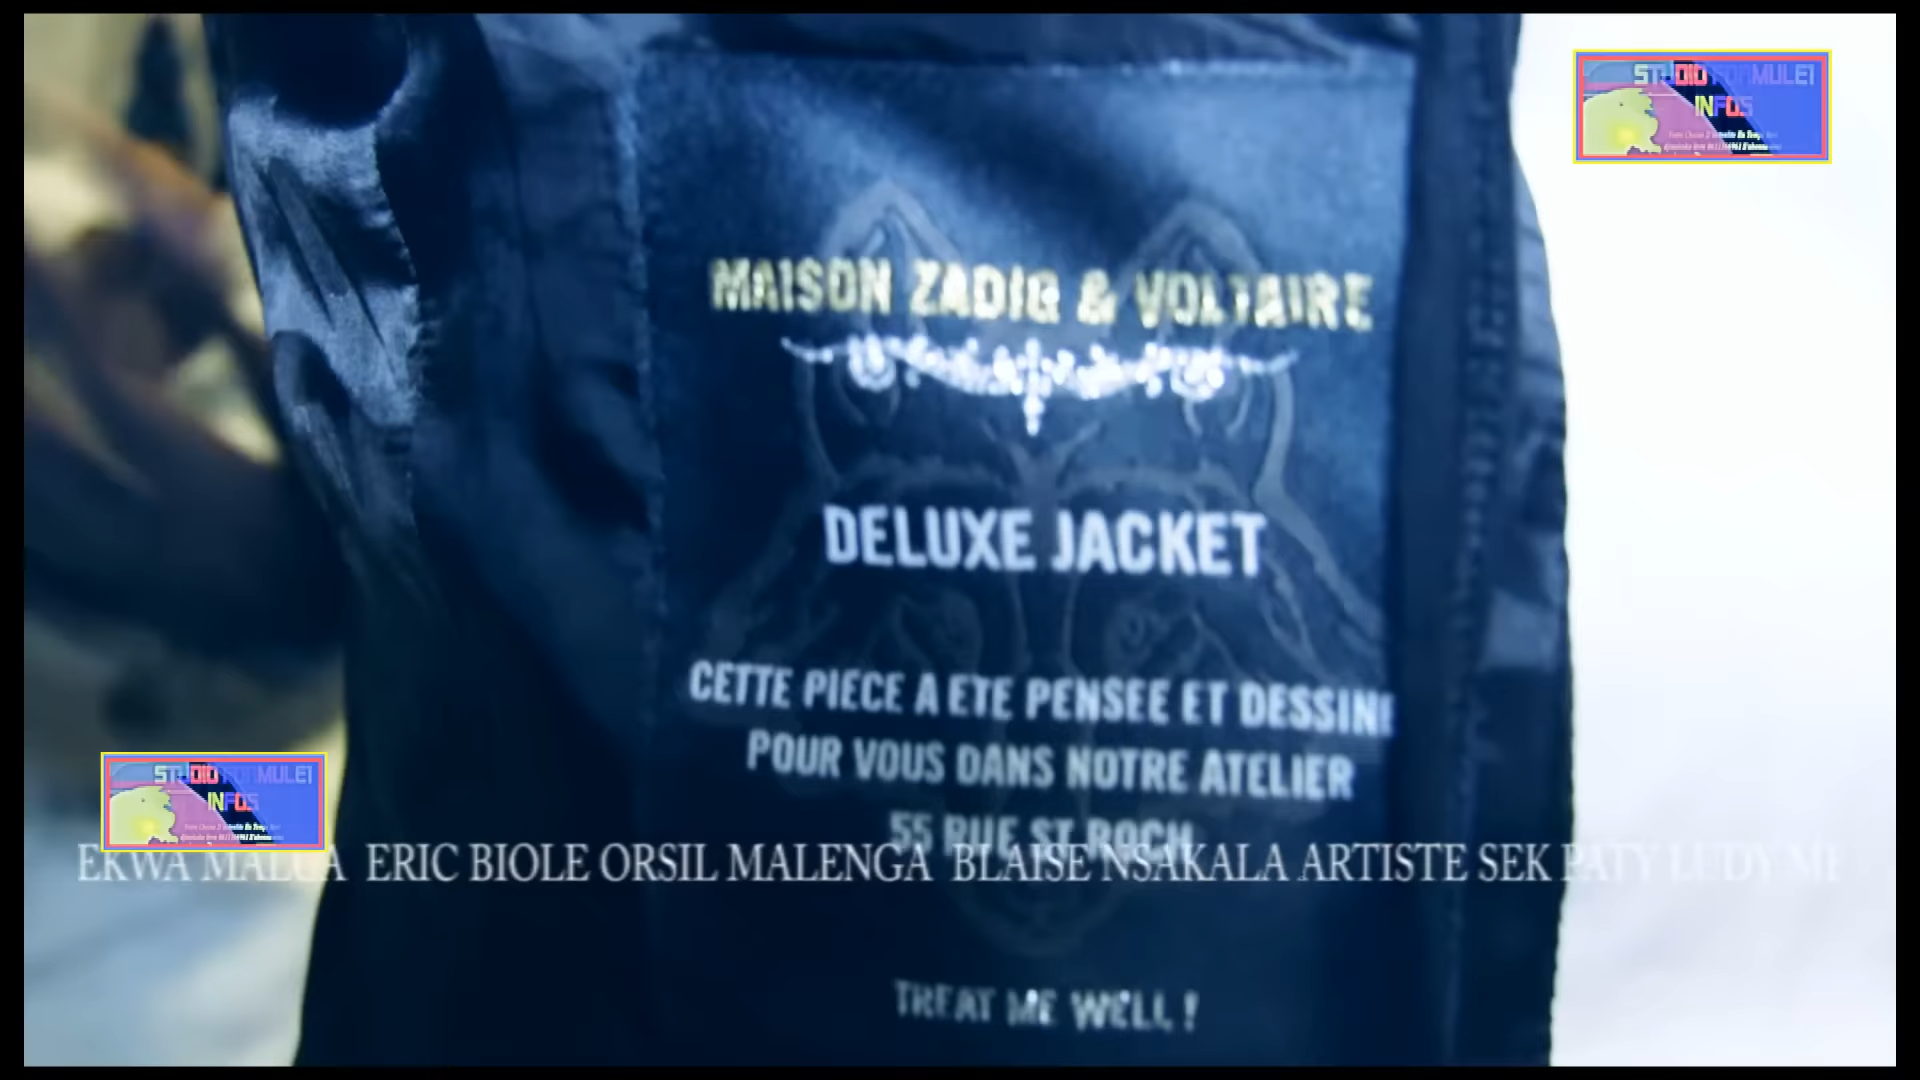 STUDIO FORMULE1
INFOS
MAISON ZADIG & VOLTAIRE
DELUXE JACKET
CETTE PIECE A ETE PENSEE ET DESSINE
POUR VOUS DANS NOTRE ATELIER
55 RUE ST ROCH
STUDIO FORMULE1
INFOS
EKWA MALUA ERIC BIOLE ORSIL MALENGA BLAISE NSAKALA ARTISTE SEK PATY LUDY
TREAT ME WELL !